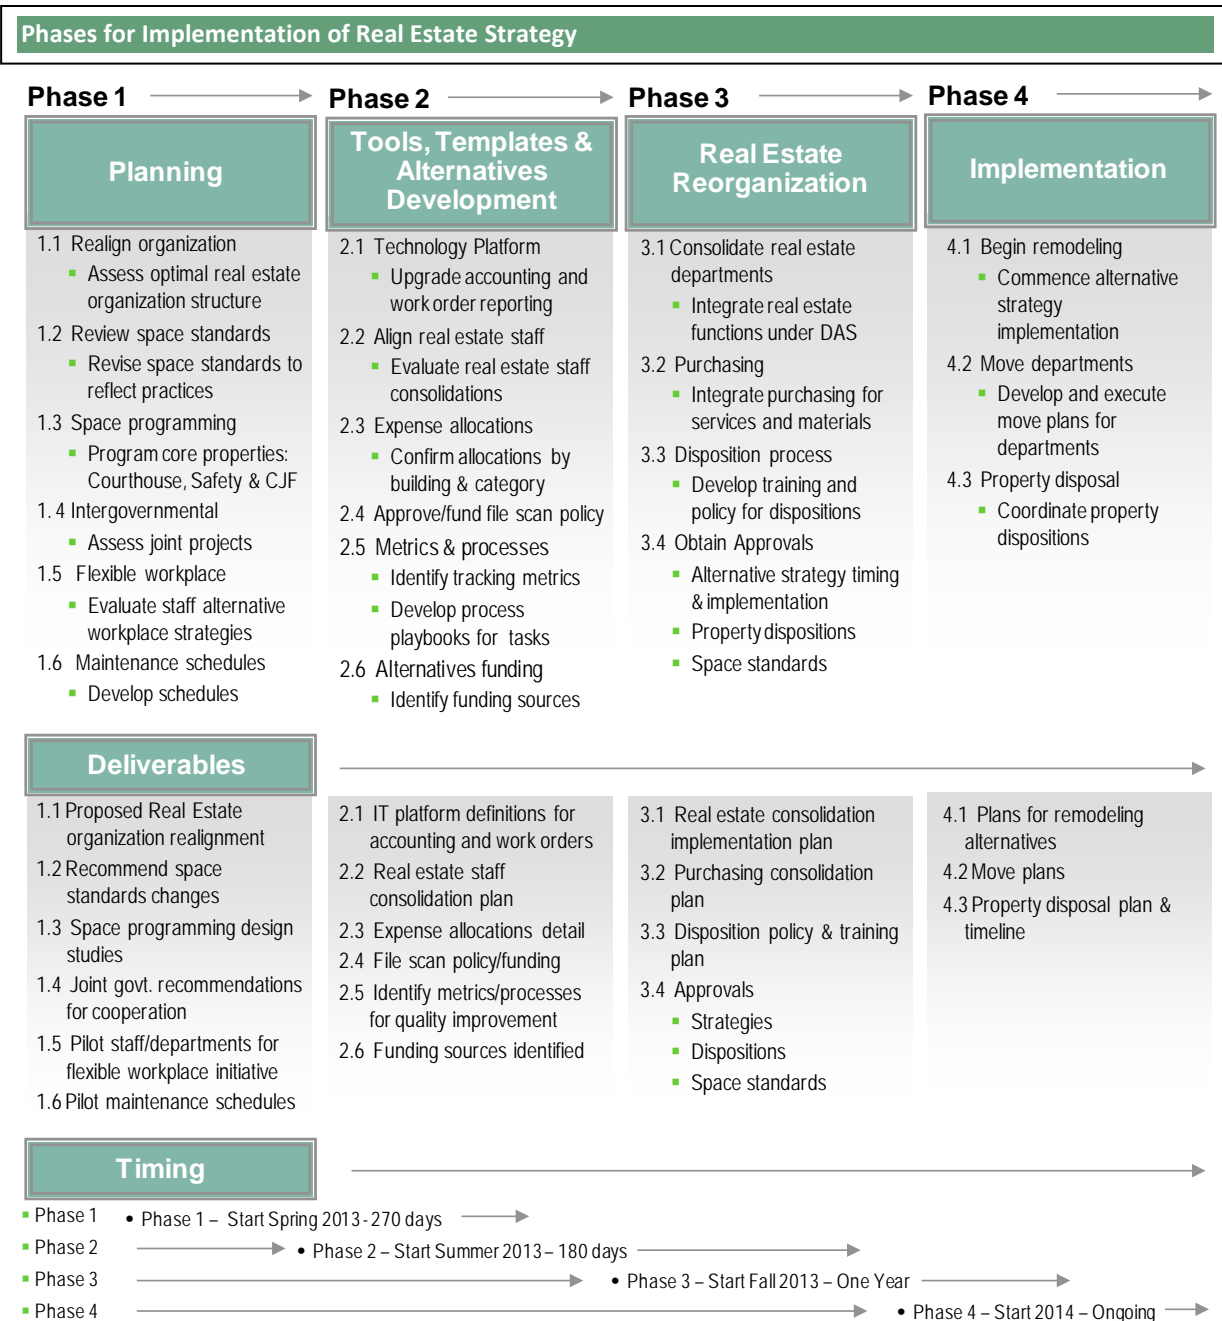 Phases for Implementation of Real Estate Strategy
Phase 1
Planning
1.1 Realign organization
▪ Assess optimal real estate
organization structure
1.2 Review space standards
▪ Revise space standards to
reflect practices
1.3 Space programming
▪ Program core properties:
Courthouse, Safety & CJF
1. 4 Intergovernmental
▪ Assess joint projects
1.5 Flexible workplace
▪ Evaluate staff alternative
workplace strategies
1.6 Maintenance schedules
▪ Develop schedules
Phase 2
Tools, Templates &
Alternatives
Development
2.1 Technology Platform
▪ Upgrade accounting and
work order reporting
2.2 Align real estate staff
▪ Evaluate real estate staff
consolidations
2.3 Expense allocations
▪ Confirm allocations by
building & category
2.4 Approve/fund file scan policy
2.5 Metrics & processes
▪ Identify tracking metrics
▪ Develop process
playbooks for tasks
2.6 Alternatives funding
▪ Identify funding sources
Phase 3
Real Estate
Reorganization
3.1 Consolidate real estate
departments
▪ Integrate real estate
functions under DAS
3.2 Purchasing
▪ Integrate purchasing for
services and materials
3.3 Disposition process
▪ Develop training and
policy for dispositions
3.4 Obtain Approvals
▪ Alternative strategy timing
& implementation
▪ Property dispositions
▪ Space standards
Phase 4
Implementation
4.1 Begin remodeling
▪ Commence alternative
strategy
implementation
4.2 Move departments
▪ Develop and execute
move plans for
departments
4.3 Property disposal
▪ Coordinate property
dispositions
Deliverables
1.1 Proposed Real Estate
organization realignment
1.2 Recommend space
standards changes
1.3 Space programming design
studies
1.4 Joint govt. recommendations
for cooperation
1.5 Pilot staff/departments for
flexible workplace initiative
1.6 Pilot maintenance schedules
2.1 IT platform definitions for
accounting and work orders
2.2 Real estate staff
consolidation plan
2.3 Expense allocations detail
2.4 File scan policy/funding
2.5 Identify metrics/processes
for quality improvement
2.6 Funding sources identified
3.1 Real estate consolidation
implementation plan
3.2 Purchasing consolidation
plan
3.3 Disposition policy & training
plan
3.4 Approvals
▪ Strategies
▪ Dispositions
▪ Space standards
4.1 Plans for remodeling
alternatives
4.2 Move plans
4.3 Property disposal plan &
timeline
Timing
▪ Phase 1 • Phase 1 – Start Spring 2013 - 270 days
▪ Phase 2 • Phase 2 – Start Summer 2013 – 180 days
▪ Phase 3 • Phase 3 – Start Fall 2013 – One Year
▪ Phase 4 • Phase 4 – Start 2014 – Ongoing